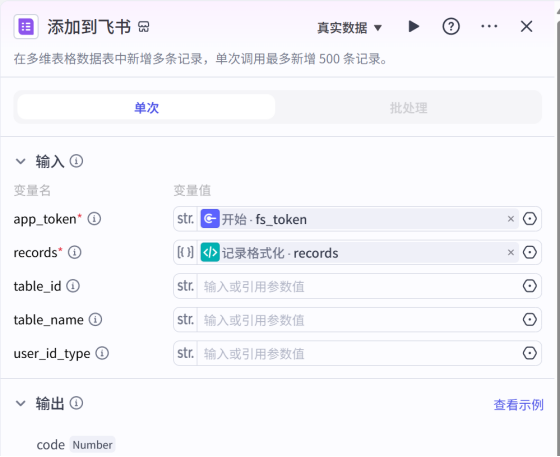 添加到飞书 真实数据
在多维表格数据表中新增多条记录，单次调用最多新增 500 条记录。
单次 批处理
输入
变量名 变量值
app_token* str. 开始 · fs_token
records* [()] 记录格式化 · records
table_id str. 输入或引用参数值
table_name str. 输入或引用参数值
user_id_type str. 输入或引用参数值
输出 查看示例
code Number